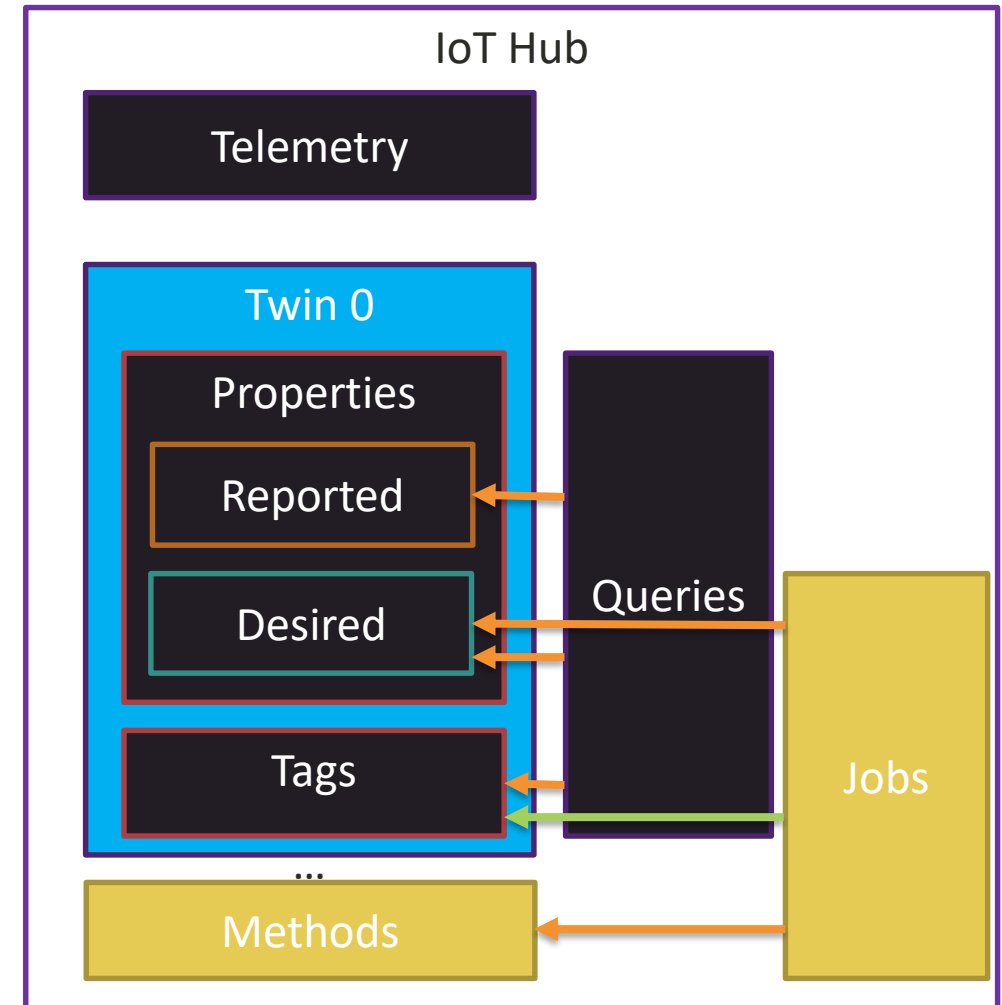 IoT Hub
Telemetry
Twin 0
Properties
Reported
Desired
Queries
Tags
Jobs
...
Methods